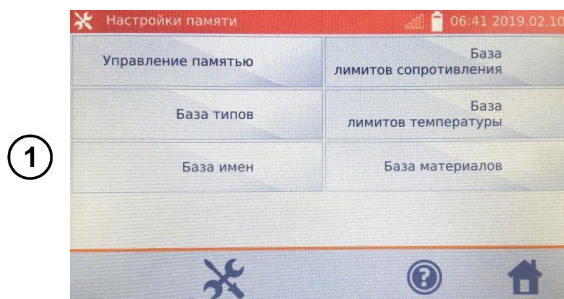 Настройки памяти
06:41 2019.02.10
Управление памятью
База
лимитов сопротивления
База типов
База
лимитов температуры
1
База имен
База материалов
?